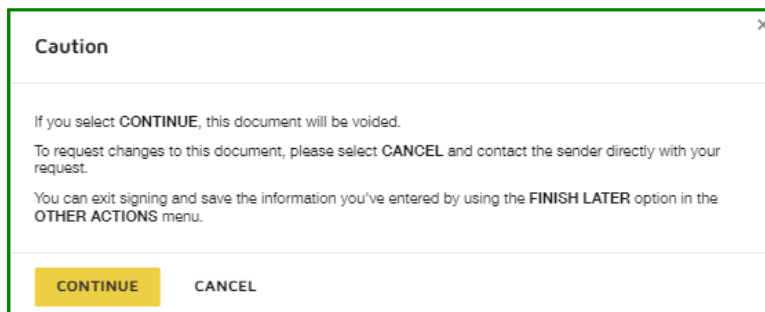 Caution
If you select CONTINUE, this document will be voided.
To request changes to this document, please select CANCEL and contact the sender directly with your
request.
You can exit signing and save the information you've entered by using the FINISH LATER option in the
OTHER ACTIONS menu.
CONTINUE CANCEL